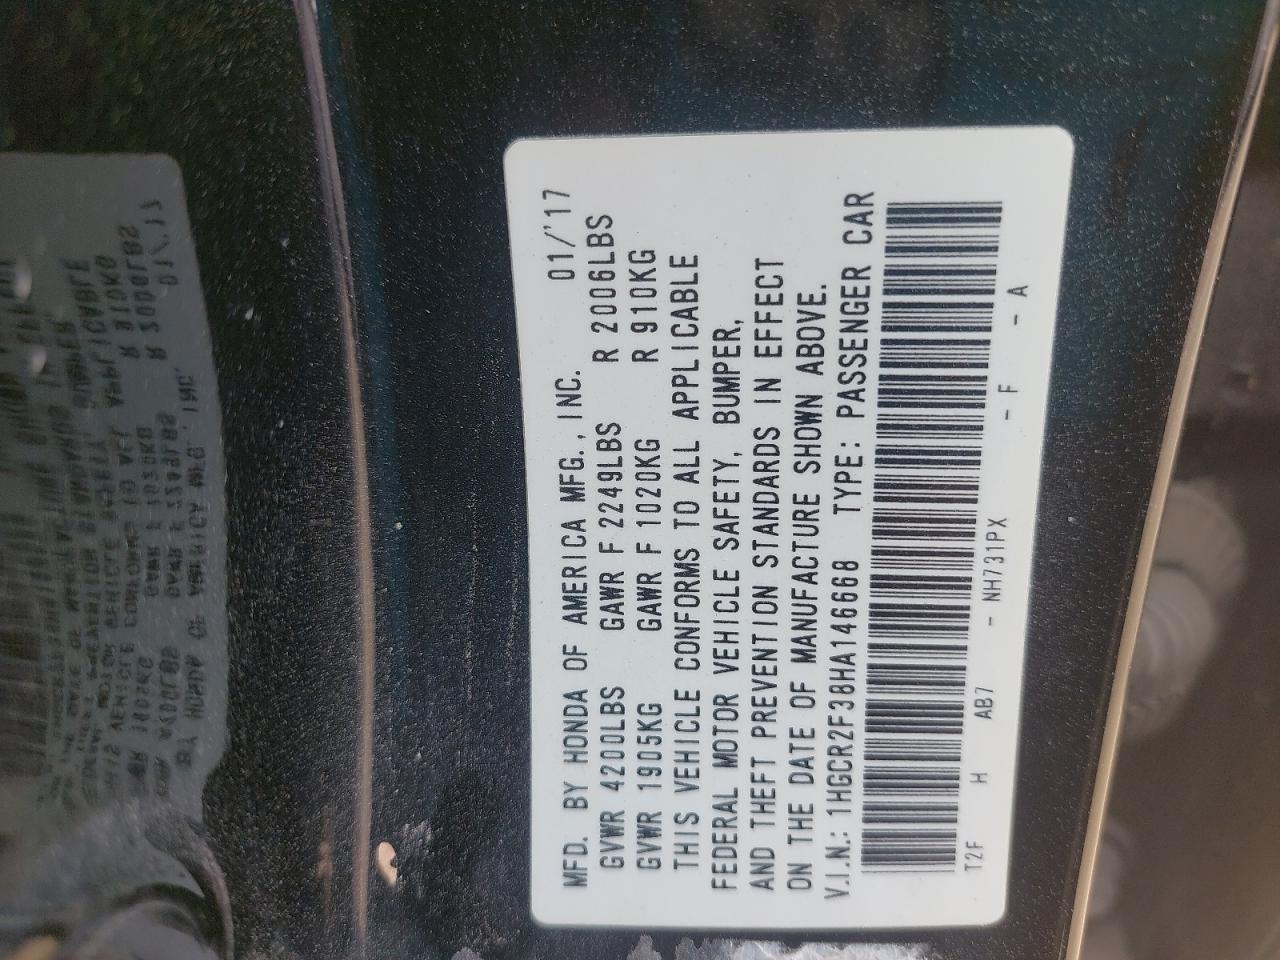 MFD. BY HONDA OF AMERICA MFG., INC. 01/'17
GVWR 4200LBS GAWR F 2249LBS R 2006LBS
GVWR 1905KG GAWR F 1020KG R 910KG
THIS VEHICLE CONFORMS TO ALL APPLICABLE
FEDERAL MOTOR VEHICLE SAFETY, BUMPER,
AND THEFT PREVENTION STANDARDS IN EFFECT
ON THE DATE OF MANUFACTURE SHOWN ABOVE.
V.I.N.: 1HGCR2F38HA146668 TYPE: PASSENGER CAR
T2F H AB7 - NH731PX - F - A